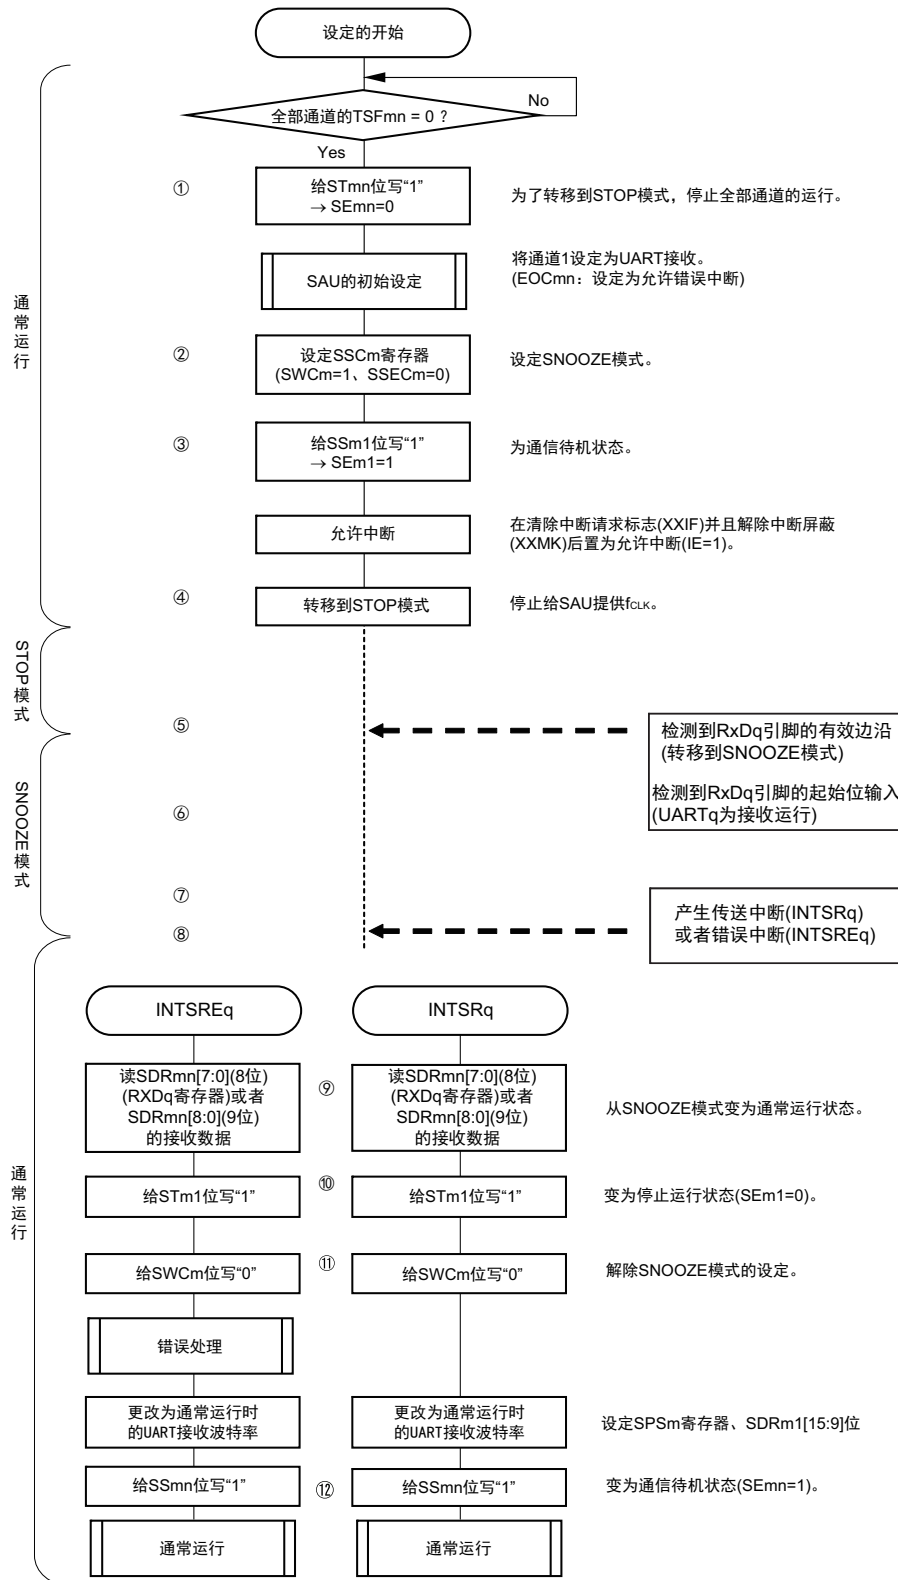 设定的开始
No
全部通道的TSFmn = 0 ?
Yes
①
给STmn位写“1”
→ SEmn=0
为了转移到STOP模式，停止全部通道的运行。
SAU的初始设定
将通道1设定为UART接收。
(EOCmn：设定为允许错误中断)
通常运行
②
设定SSCm寄存器
(SWCm=1、SSECm=0)
设定SNOOZE模式。
③
给SSm1位写“1”
→ SEm1=1
为通信待机状态。
允许中断
在清除中断请求标志(XXIF)并且解除中断屏蔽
(XXMK)后置为允许中断(IE=1)。
④
转移到STOP模式
停止给SAU提供fCLK。
STOP模式
⑤
检测到RxDq引脚的有效边沿
(转移到SNOOZE模式)
检测到RxDq引脚的起始位输入
(UARTq为接收运行)
SNOOZE模式
⑥
⑦
⑧
产生传送中断(INTSRq)
或者错误中断(INTSREq)
INTSREq
INTSRq
读SDRmn[7:0](8位)
(RXDq寄存器)或者
SDRmn[8:0](9位)
的接收数据
⑨
读SDRmn[7:0](8位)
(RXDq寄存器)或者
SDRmn[8:0](9位)
的接收数据
从SNOOZE模式变为通常运行状态。
通常运行
给STm1位写“1”
⑩
给STm1位写“1”
变为停止运行状态(SEm1=0)。
给SWCm位写“0”
⑪
给SWCm位写“0”
解除SNOOZE模式的设定。
错误处理
更改为通常运行时
的UART接收波特率
更改为通常运行时
的UART接收波特率
设定SPSm寄存器、SDRm1[15:9]位
给SSmn位写“1”
⑫
给SSmn位写“1”
变为通信待机状态(SEmn=1)。
通常运行
通常运行